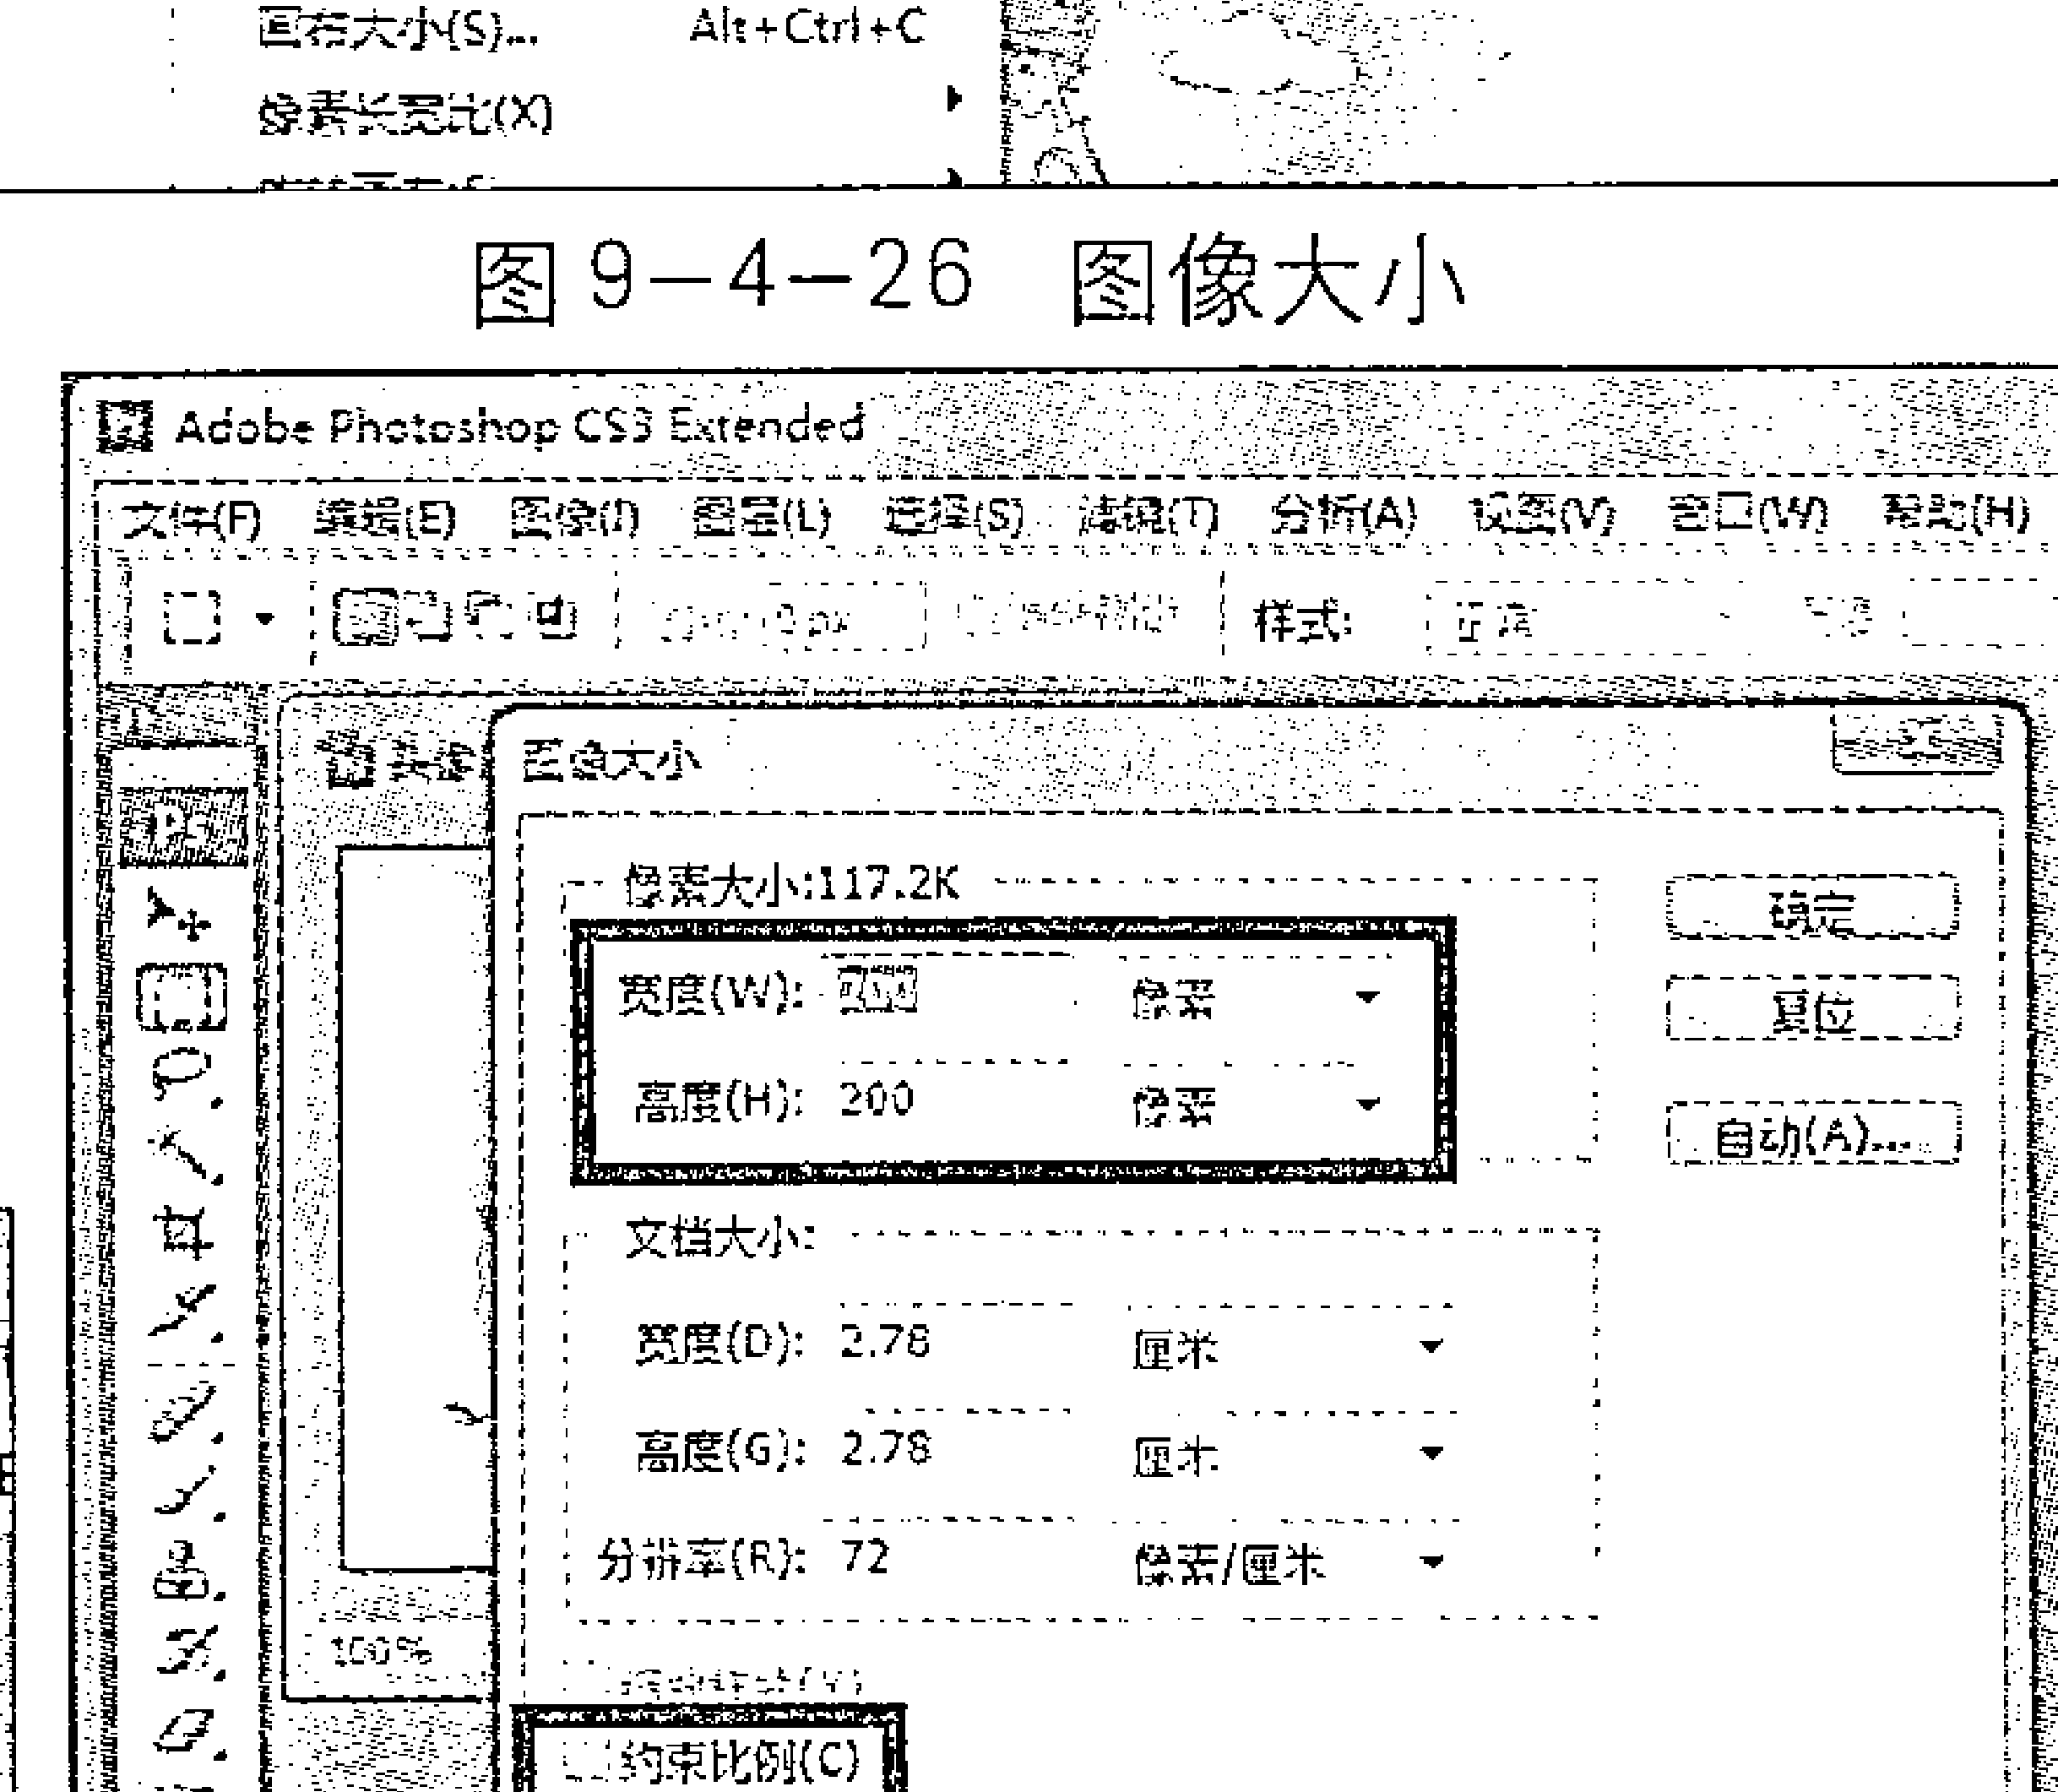 画布大小(S)... Alt+Ctrl+C
像素长宽比(X)
图 9-4-26 图像大小
Adobe Photoshop CS3 Extended
文件(F) 编辑(E) 图像(I) 图层(L) 选择(S) 滤镜(T) 分析(A) 视图(V) 窗口(W) 帮助(H)
样式: 正常
图像大小
像素大小:117.2K
确定
宽度(W): 200 像素
复位
高度(H): 200 像素
自动(A)...
文档大小:
宽度(D): 2.78 厘米
高度(G): 2.78 厘米
分辨率(R): 72 像素/厘米
100%
约束比例(C)